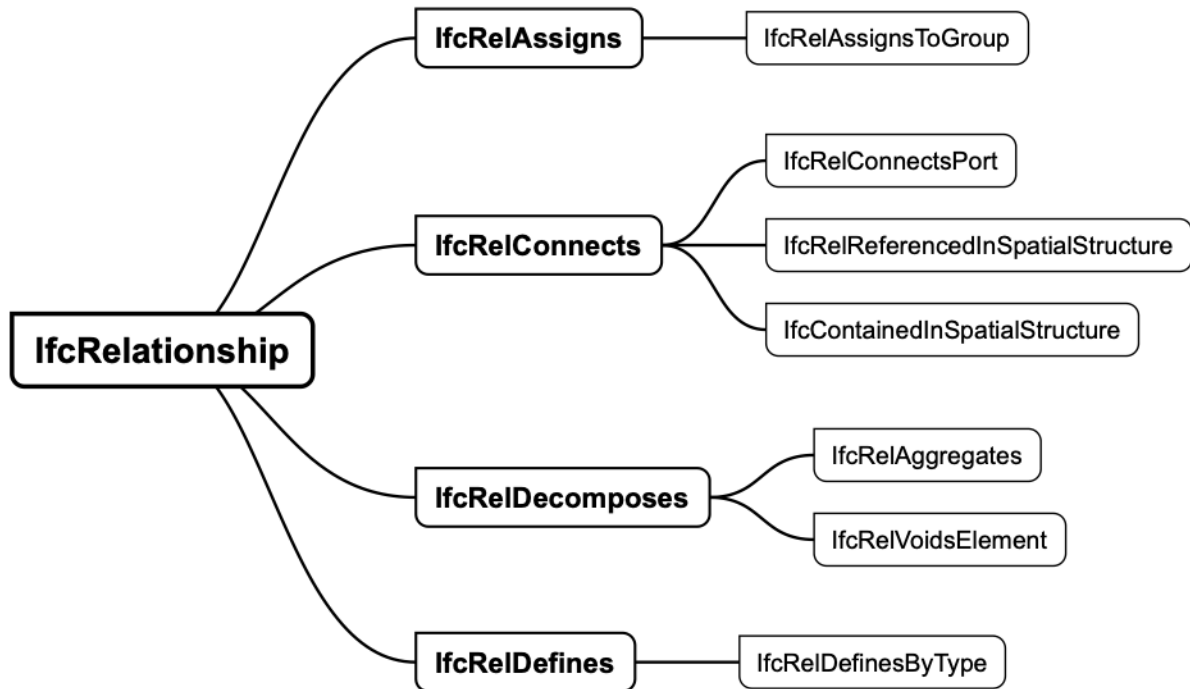 IfcRelationship
IfcRelAssigns
IfcRelAssignsToGroup
IfcRelConnects
IfcRelConnectsPort
IfcRelReferencedInSpatialStructure
IfcContainedInSpatialStructure
IfcRelDecomposes
IfcRelAggregates
IfcRelVoidsElement
IfcRelDefines
IfcRelDefinesByType